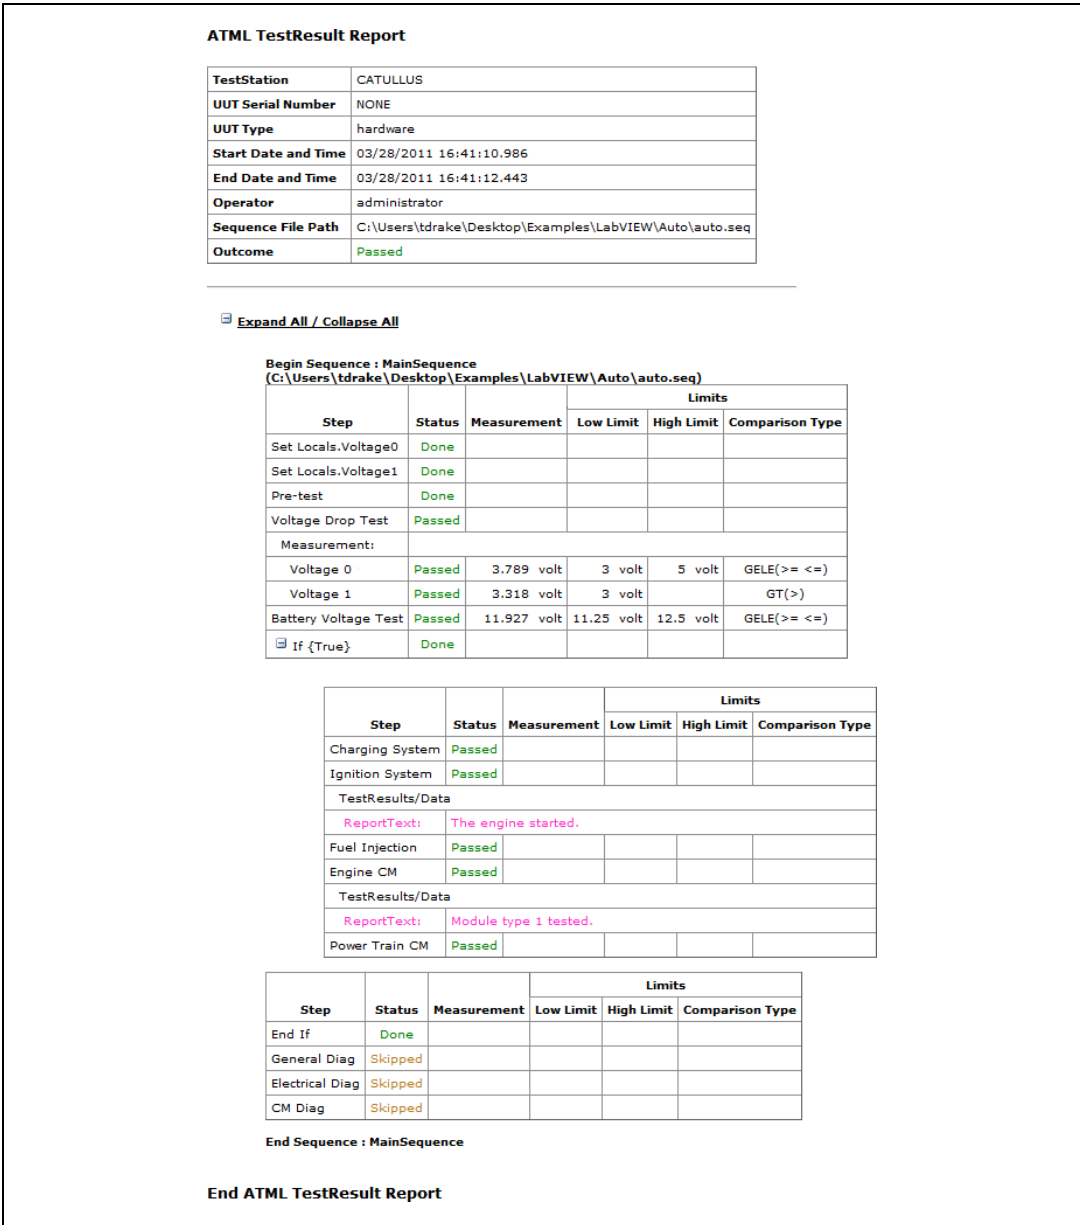 ATML TestResult Report
TestStation CATULLUS
UUT Serial Number NONE
UUT Type hardware
Start Date and Time 03/28/2011 16:41:10.986
End Date and Time 03/28/2011 16:41:12.443
Operator administrator
Sequence File Path C:\Users\tdrake\Desktop\Examples\LabVIEW\Auto\auto.seq
Outcome Passed
Expand All / Collapse All
Begin Sequence : MainSequence
(C:\Users\tdrake\Desktop\Examples\LabVIEW\Auto\auto.seq)
Limits
Step Status Measurement Low Limit High Limit Comparison Type
Set Locals.Voltage0 Done
Set Locals.Voltage1 Done
Pre-test Done
Voltage Drop Test Passed
Measurement:
Voltage 0 Passed 3.789 volt 3 volt 5 volt GELE(>= <=)
Voltage 1 Passed 3.318 volt 3 volt GT(>)
Battery Voltage Test Passed 11.927 volt 11.25 volt 12.5 volt GELE(>= <=)
If {True} Done
Limits
Step Status Measurement Low Limit High Limit Comparison Type
Charging System Passed
Ignition System Passed
TestResults/Data
ReportText: The engine started.
Fuel Injection Passed
Engine CM Passed
TestResults/Data
ReportText: Module type 1 tested.
Power Train CM Passed
Limits
Step Status Measurement Low Limit High Limit Comparison Type
End If Done
General Diag Skipped
Electrical Diag Skipped
CM Diag Skipped
End Sequence : MainSequence
End ATML TestResult Report